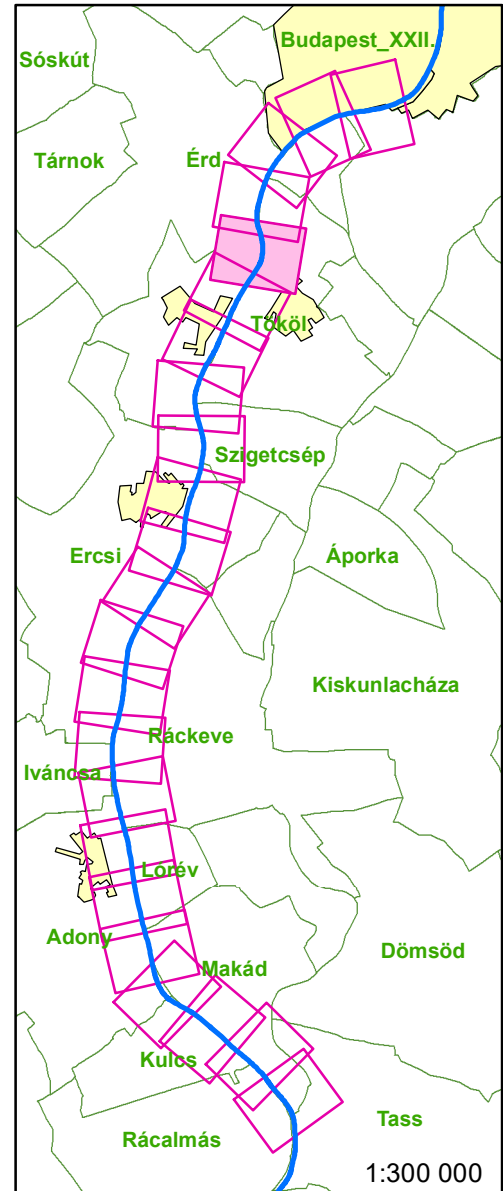 Budapest_XXII.
Sóskút
Tárnok
Érd
Tököl
Szigetcsép
Ercsi
Áporka
Kiskunlacháza
Ráckeve
Iváncsa
Lórév
Adony
Makád
Dömsöd
Kulcs
Tass
Rácalmás
1:300 000